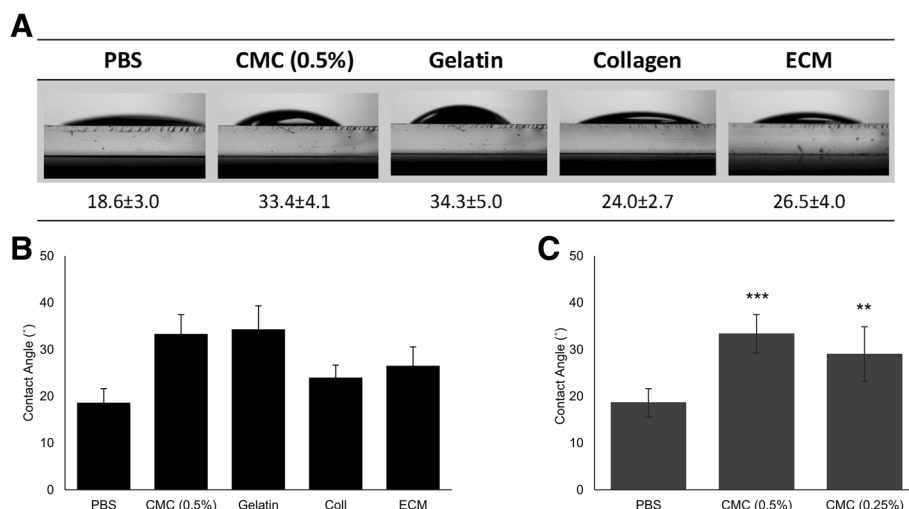 A
PBS CMC (0.5%) Gelatin Collagen ECM
18.6±3.0 33.4±4.1 34.3±5.0 24.0±2.7 26.5±4.0
B
50
40
30
20
10
0
Contact Angle (˚)
PBS CMC (0.5%) Gelatin Coll ECM
C
50
40
30
20
10
0
Contact Angle (˚)
*** **
PBS CMC (0.5%) CMC (0.25%)